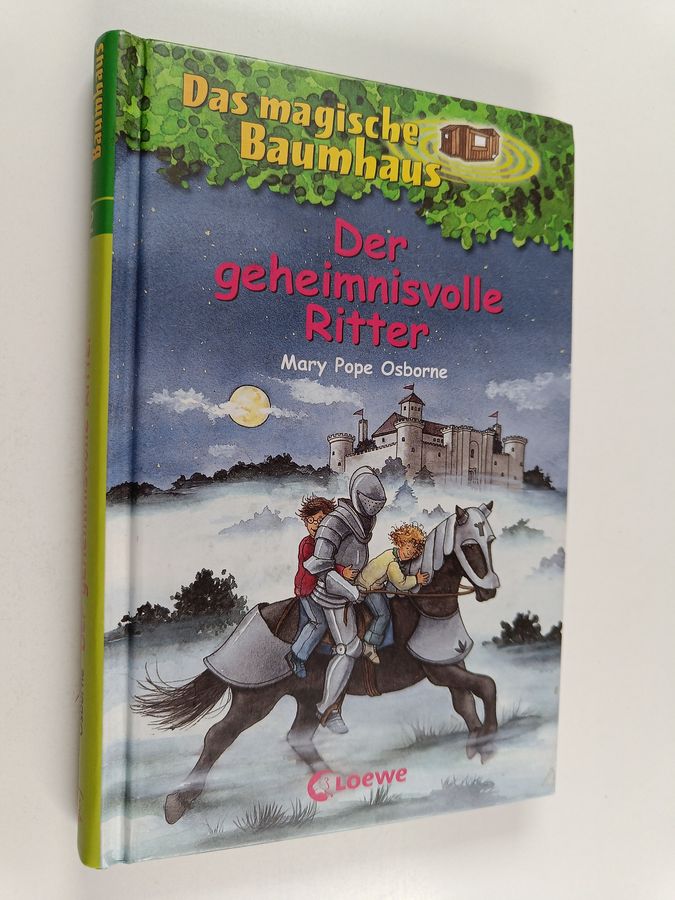 Das magische
Baumhaus
Der
geheimnisvolle
Ritter
Mary Pope Osborne
Loewe
Baumhaus